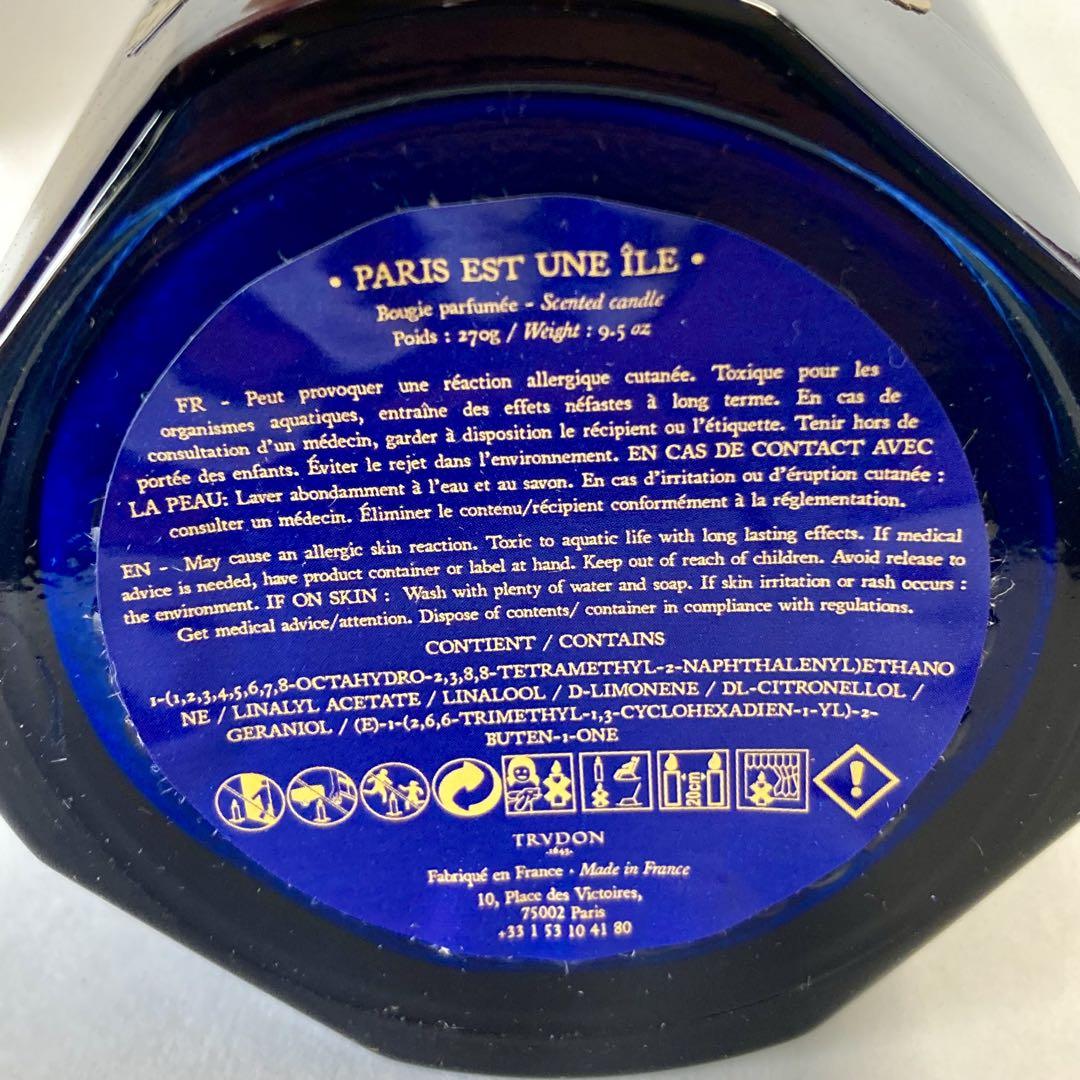 • PARIS EST UNE ÎLE •
Bougie parfumée - Scented candle
Poids : 270g / Weight : 9.5 oz
FR - Peut provoquer une réaction allergique cutanée. Toxique pour les
organismes aquatiques, entraîne des effets néfastes à long terme. En cas de
consultation d'un médecin, garder à disposition le récipient ou l'étiquette. Tenir hors de
portée des enfants. Éviter le rejet dans l'environnement. EN CAS DE CONTACT AVEC
LA PEAU: Laver abondamment à l'eau et au savon. En cas d'irritation ou d'éruption cutanée :
consulter un médecin. Éliminer le contenu/récipient conformément à la réglementation.
EN - May cause an allergic skin reaction. Toxic to aquatic life with long lasting effects. If medical
advice is needed, have product container or label at hand. Keep out of reach of children. Avoid release to
the environment. IF ON SKIN : Wash with plenty of water and soap. If skin irritation or rash occurs :
Get medical advice/attention. Dispose of contents/ container in compliance with regulations.
CONTIENT / CONTAINS
1-(1,2,3,4,5,6,7,8-OCTAHYDRO-2,3,8,8-TETRAMETHYL-2-NAPHTHALENYL)ETHANO
NE / LINALYL ACETATE / LINALOOL / D-LIMONENE / DL-CITRONELLOL /
GERANIOL / (E)-1-(2,6,6-TRIMETHYL-1,3-CYCLOHEXADIEN-1-YL)-2-
BUTEN-1-ONE
20cm
!
TRVDON
.1643.
Fabriqué en France • Made in France
10, Place des Victoires,
75002 Paris
+33 1 53 10 41 80